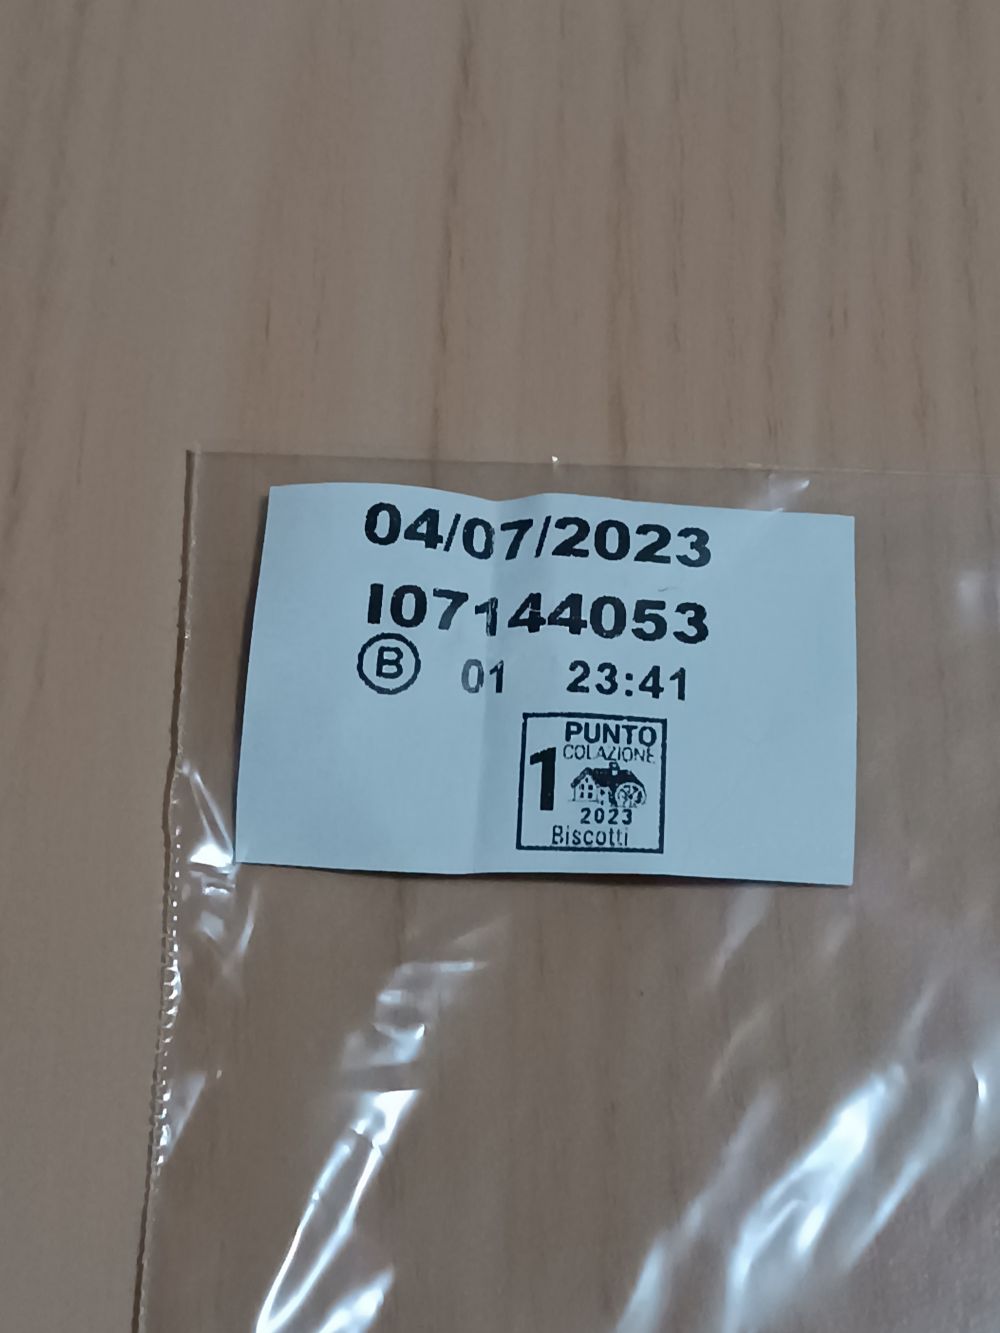 04/07/2023
I07144053
B 01 23:41
PUNTO
COLAZIONE
1
2023
Biscotti